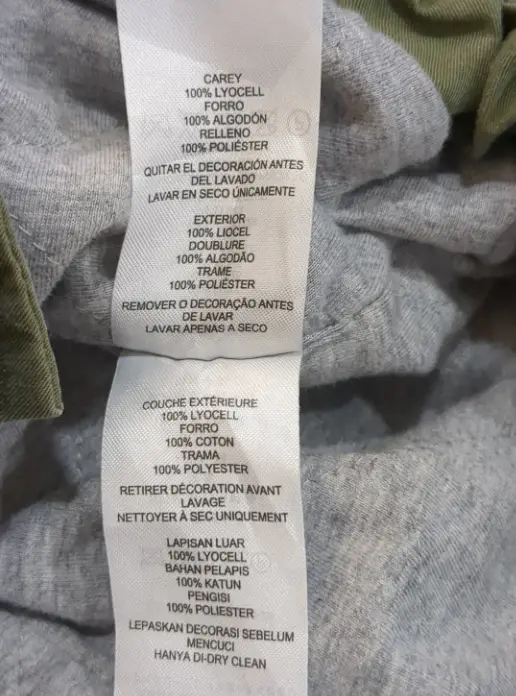 CAREY
100% LYOCELL
FORRO
100% ALGODÓN
RELLENO
100% POLIÉSTER
QUITAR EL DECORACIÓN ANTES
DEL LAVADO
LAVAR EN SECO ÚNICAMENTE
EXTERIOR
100% LIOCEL
DOUBLURE
100% ALGODÃO
TRAME
100% POLIÉSTER
REMOVER O DECORAÇÃO ANTES
DE LAVAR
LAVAR APENAS A SECO
COUCHE EXTÉRIEURE
100% LYOCELL
FORRO
100% COTON
TRAMA
100% POLYESTER
RETIRER DÉCORATION AVANT
LAVAGE
NETTOYER À SEC UNIQUEMENT
LAPISAN LUAR
100% LYOCELL
BAHAN PELAPIS
100% KATUN
PENGISI
100% POLIESTER
LEPASKAN DECORASI SEBELUM
MENCUCI
HANYA DI-DRY CLEAN